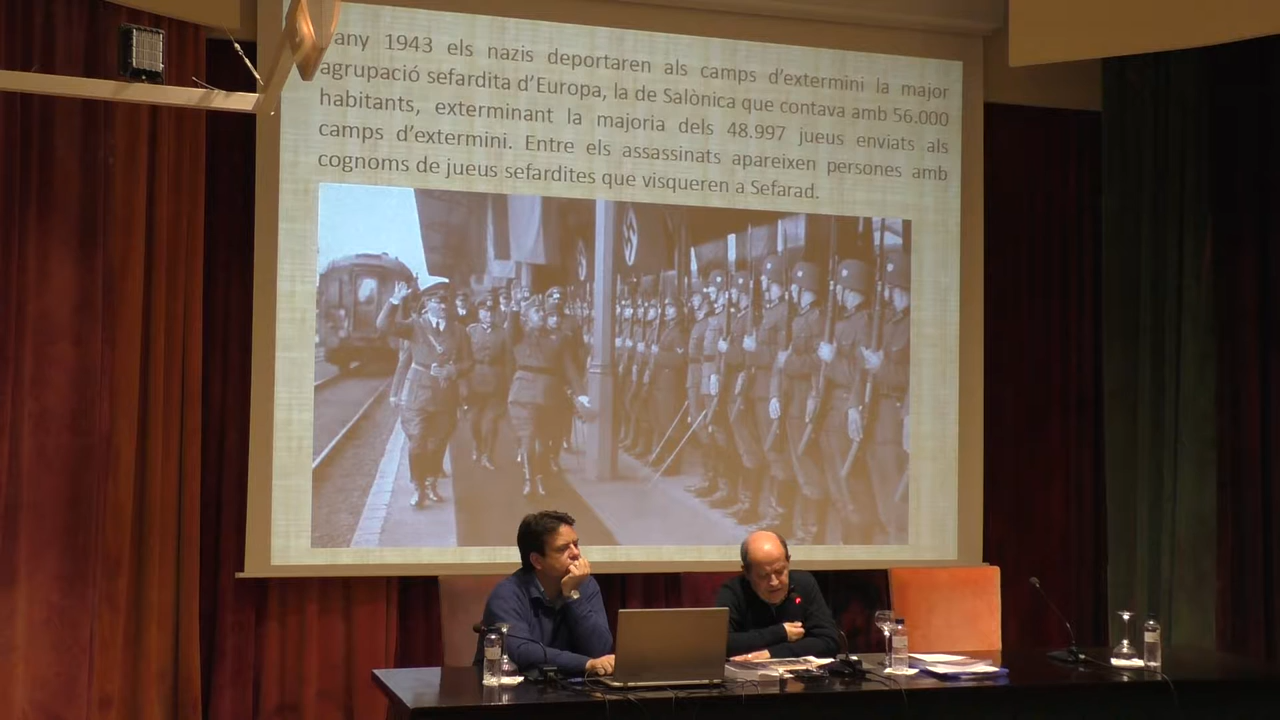 any 1943 els nazis deportaren als camps d'extermini la major
agrupació sefardita d'Europa, la de Salònica que contava amb 56.000
habitants, exterminant la majoria dels 48.997 jueus enviats als
camps d'extermini. Entre els assassinats apareixen persones amb
cognoms de jueus sefardites que visqueren a Sefarad.